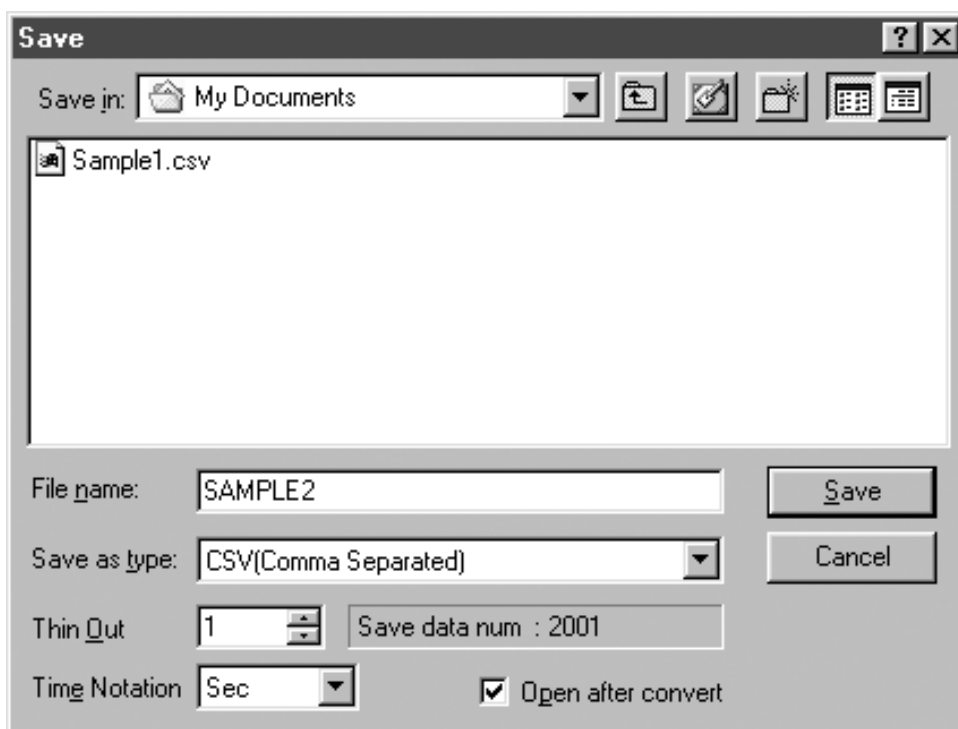 Save
Save in: My Documents
Sample1.csv
File name: SAMPLE2 Save
Save as type: CSV(Comma Separated) Cancel
Thin Out 1 Save data num : 2001
Time Notation Sec Open after convert